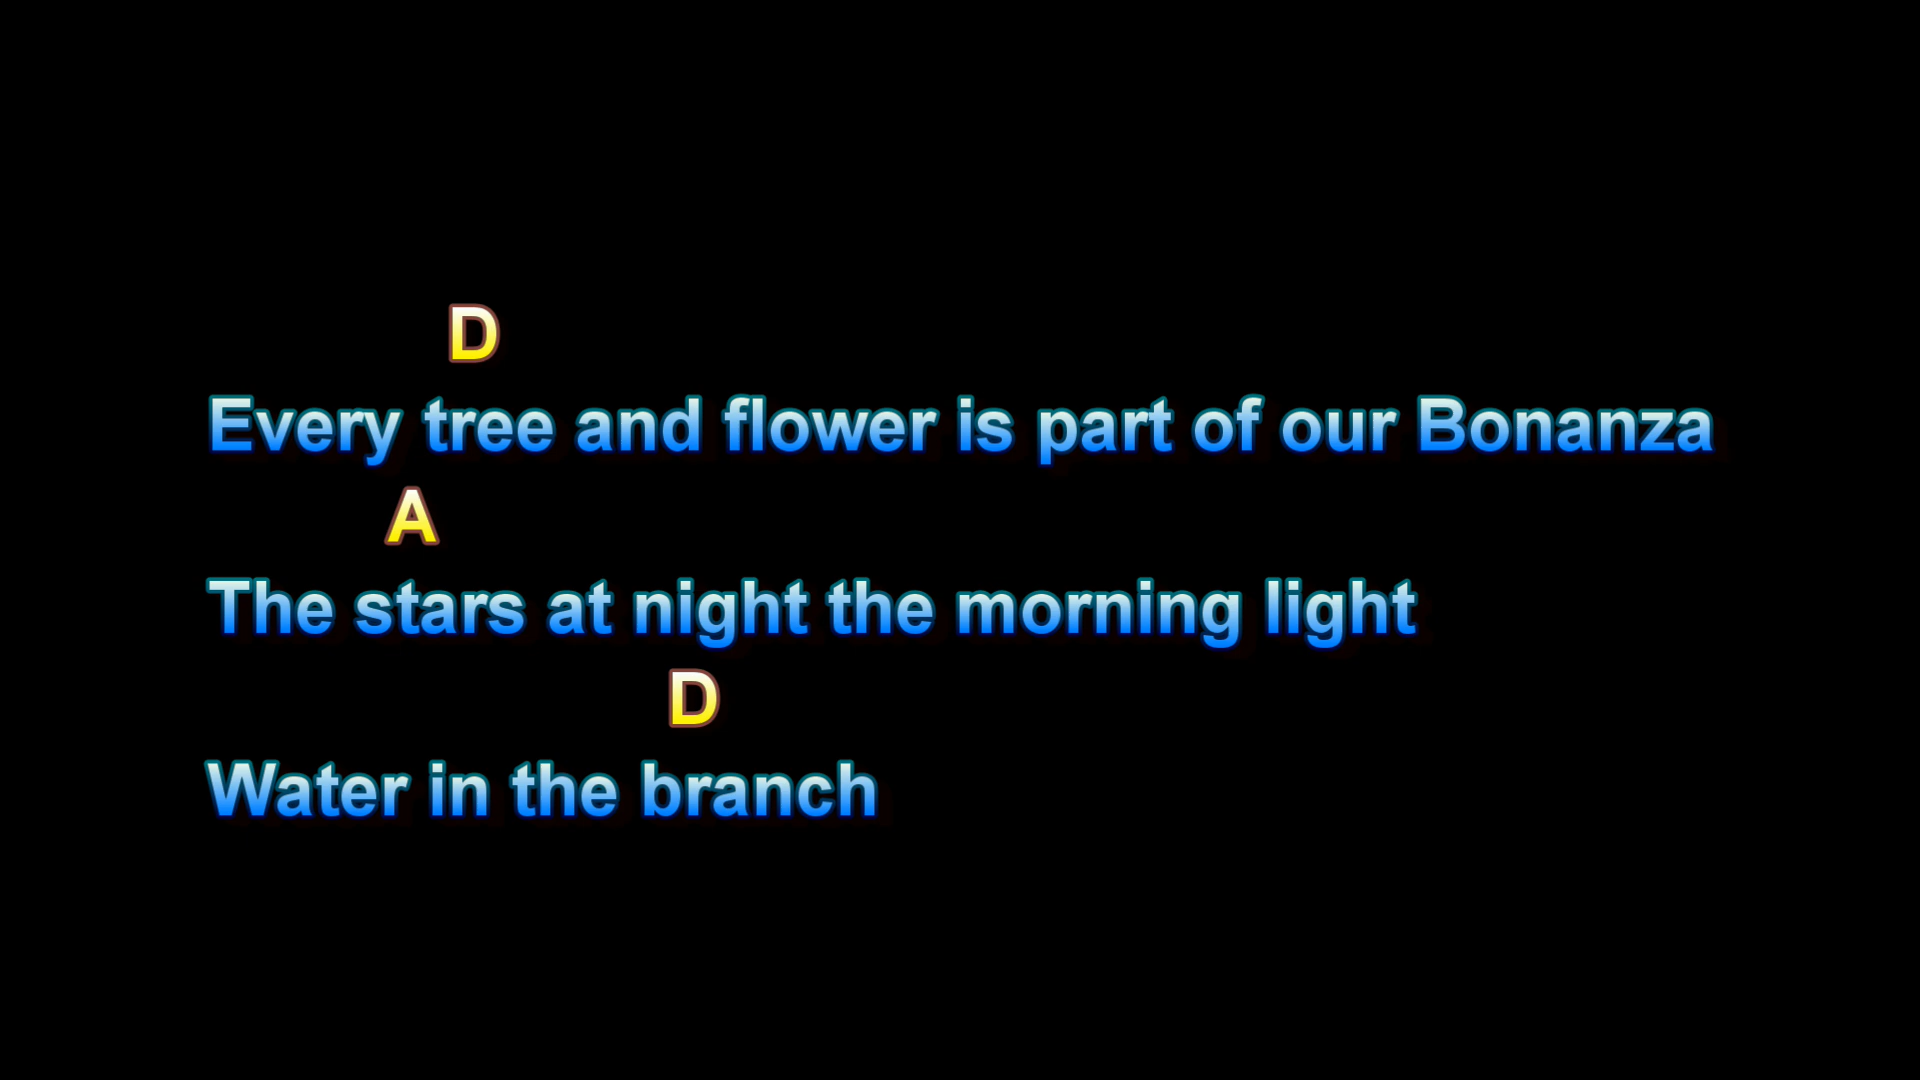 D
Every tree and flower is part of our Bonanza
A
The stars at night the morning light
D
Water in the branch